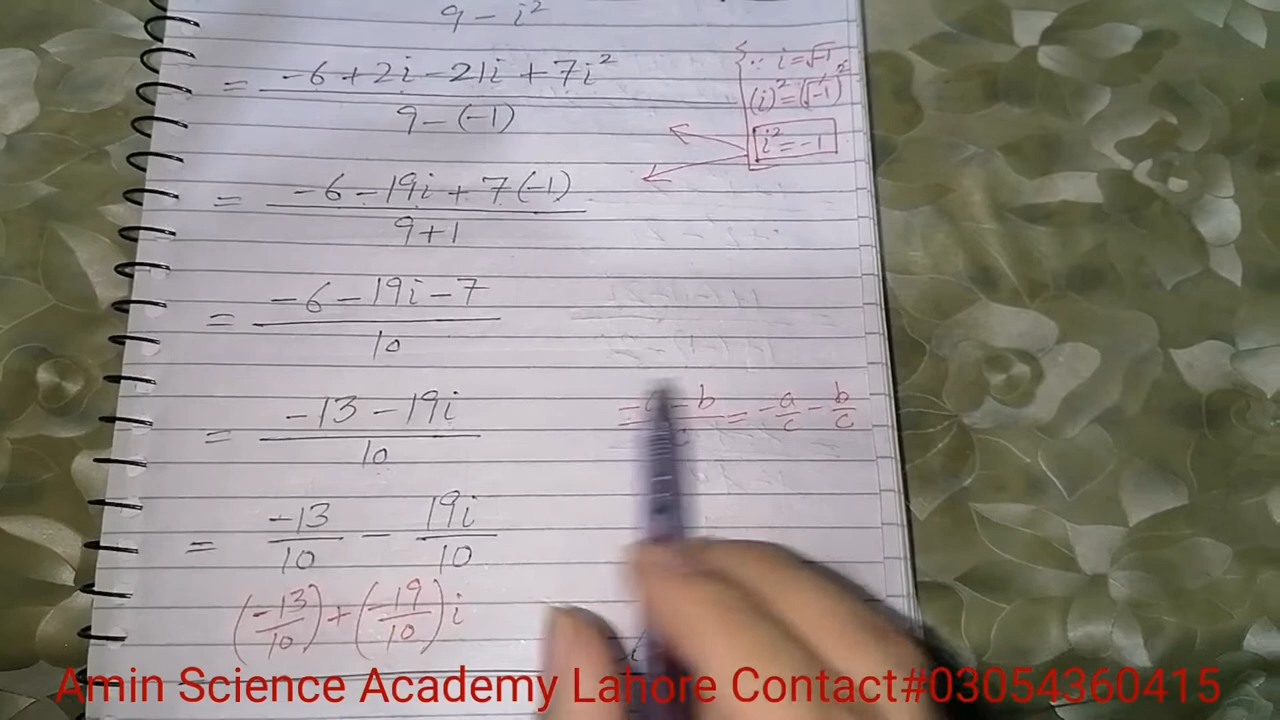 9 - i²
= (-6 + 2i - 21i + 7i²) / (9 - (-1))
{∵ i = √-1,
(i)² = (√-1)²
i² = -1
= (-6 - 19i + 7(-1)) / (9 + 1)
= (-6 - 19i - 7) / 10
= (-13 - 19i) / 10
- b = -a/c - b/c
= -13/10 - 19i/10
(-13/10) + (-19/10)i
Amin Science Academy Lahore Contact#03054360415